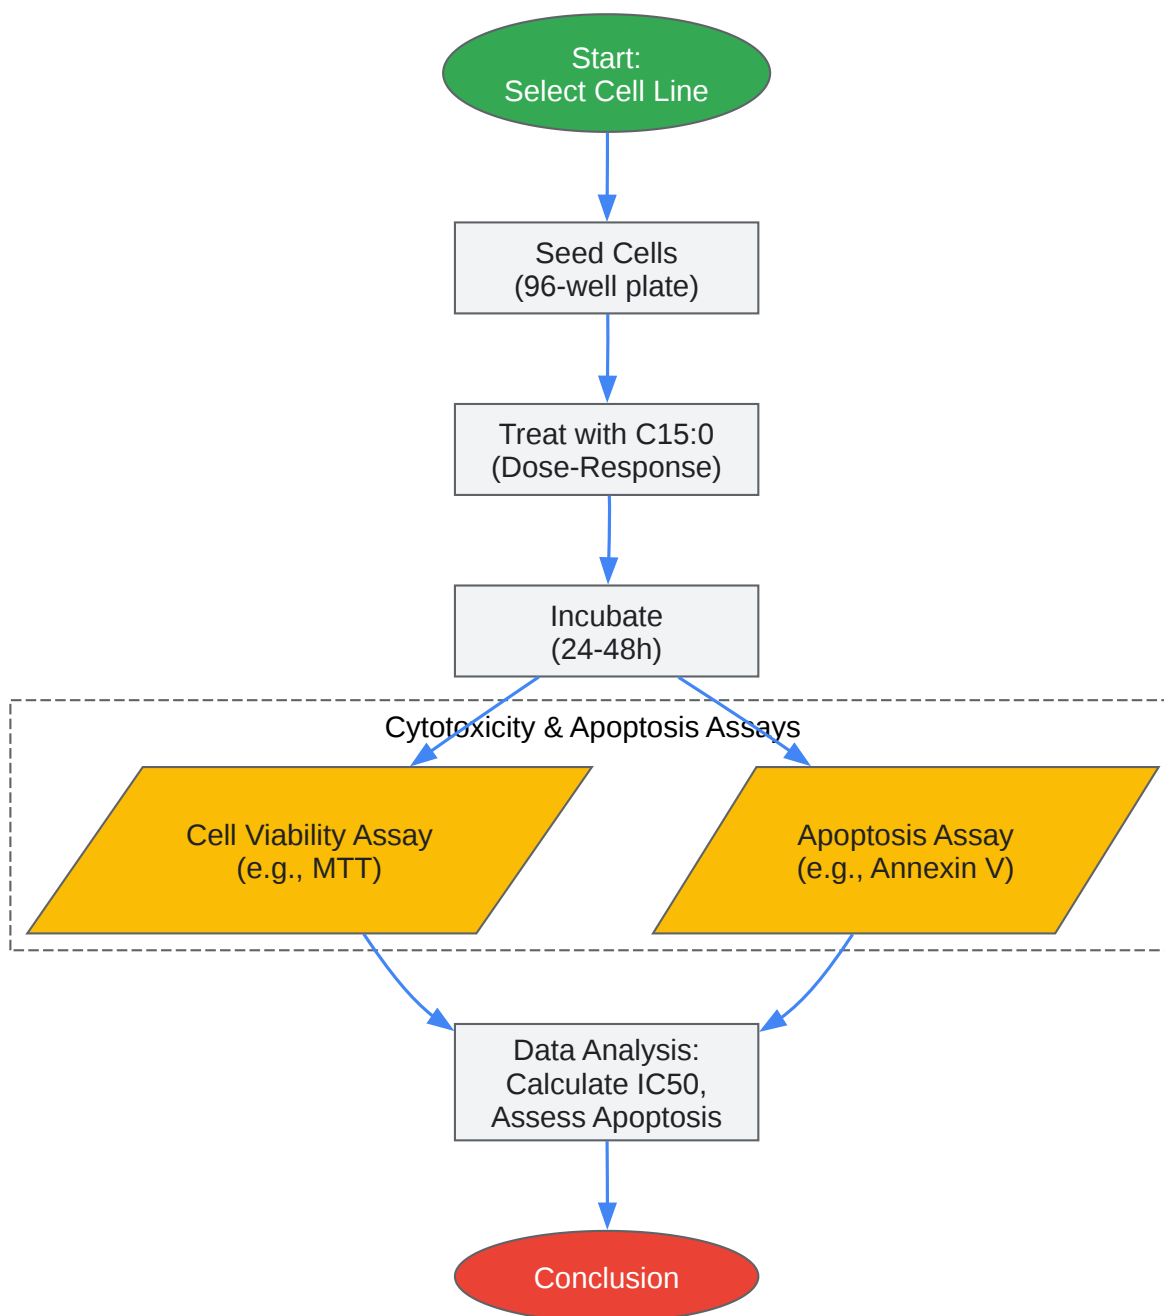 Start:
Select Cell Line
Seed Cells
(96-well plate)
Treat with C15:0
(Dose-Response)
Incubate
(24-48h)
Cytotoxicity & Apoptosis Assays
Cell Viability Assay
(e.g., MTT)
Apoptosis Assay
(e.g., Annexin V)
Data Analysis:
Calculate IC50,
Assess Apoptosis
Conclusion